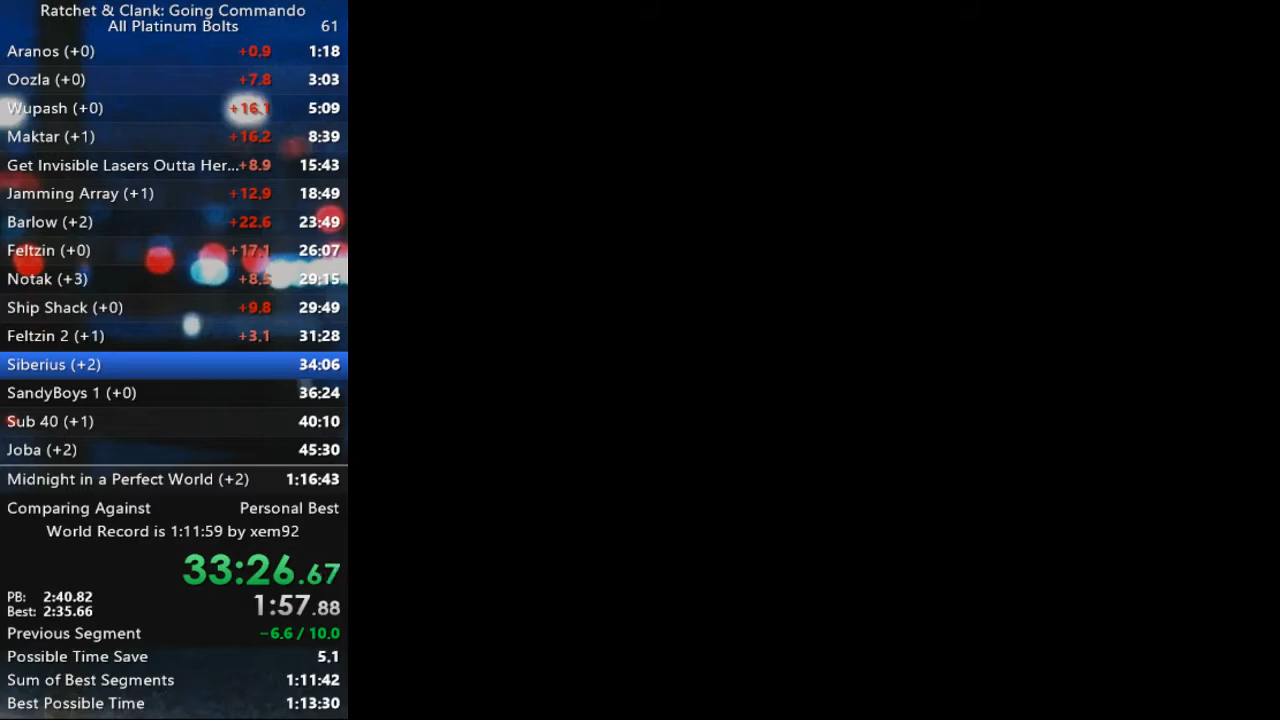 Ratchet & Clank: Going Commando
All Platinum Bolts 61
Aranos (+0) +0.9 1:18
Oozla (+0) +7.8 3:03
Wupash (+0) +16.1 5:09
Maktar (+1) +16.2 8:39
Get Invisible Lasers Outta Her... +8.9 15:43
Jamming Array (+1) +12.9 18:49
Barlow (+2) +22.6 23:49
Feltzin (+0) +17.1 26:07
Notak (+3) +8.5 29:15
Ship Shack (+0) +9.8 29:49
Feltzin 2 (+1) +3.1 31:28
Siberius (+2) 34:06
SandyBoys 1 (+0) 36:24
Sub 40 (+1) 40:10
Joba (+2) 45:30
Midnight in a Perfect World (+2) 1:16:43
Comparing Against Personal Best
World Record is 1:11:59 by xem92
33:26.67
PB: 2:40.82
Best: 2:35.66 1:57.88
Previous Segment −6.6 / 10.0
Possible Time Save 5.1
Sum of Best Segments 1:11:42
Best Possible Time 1:13:30